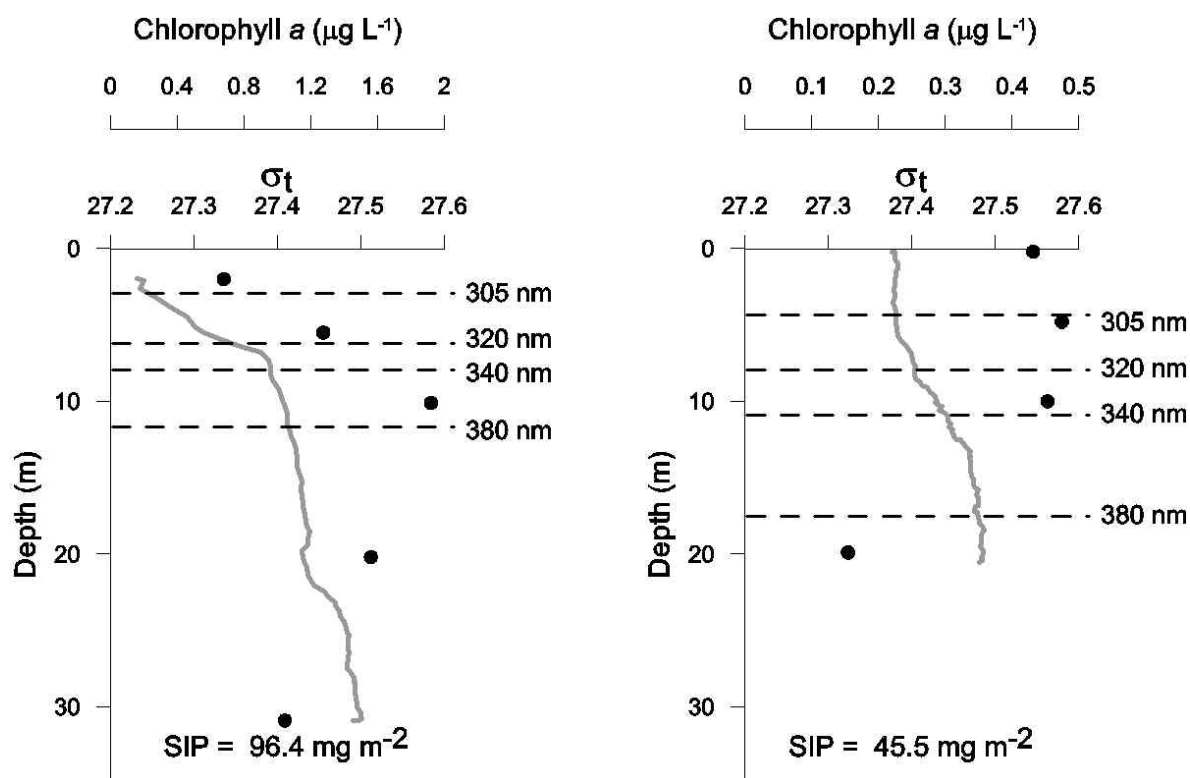 Chlorophyll a (μg L-1)
0 0.4 0.8 1.2 1.6 2
σt
27.2 27.3 27.4 27.5 27.6
0
305 nm
320 nm
340 nm
10
380 nm
Depth (m)
20
30
SIP = 96.4 mg m-2
Chlorophyll a (μg L-1)
0 0.1 0.2 0.3 0.4 0.5
σt
27.2 27.3 27.4 27.5 27.6
0
305 nm
320 nm
10
340 nm
380 nm
Depth (m)
20
30
SIP = 45.5 mg m-2